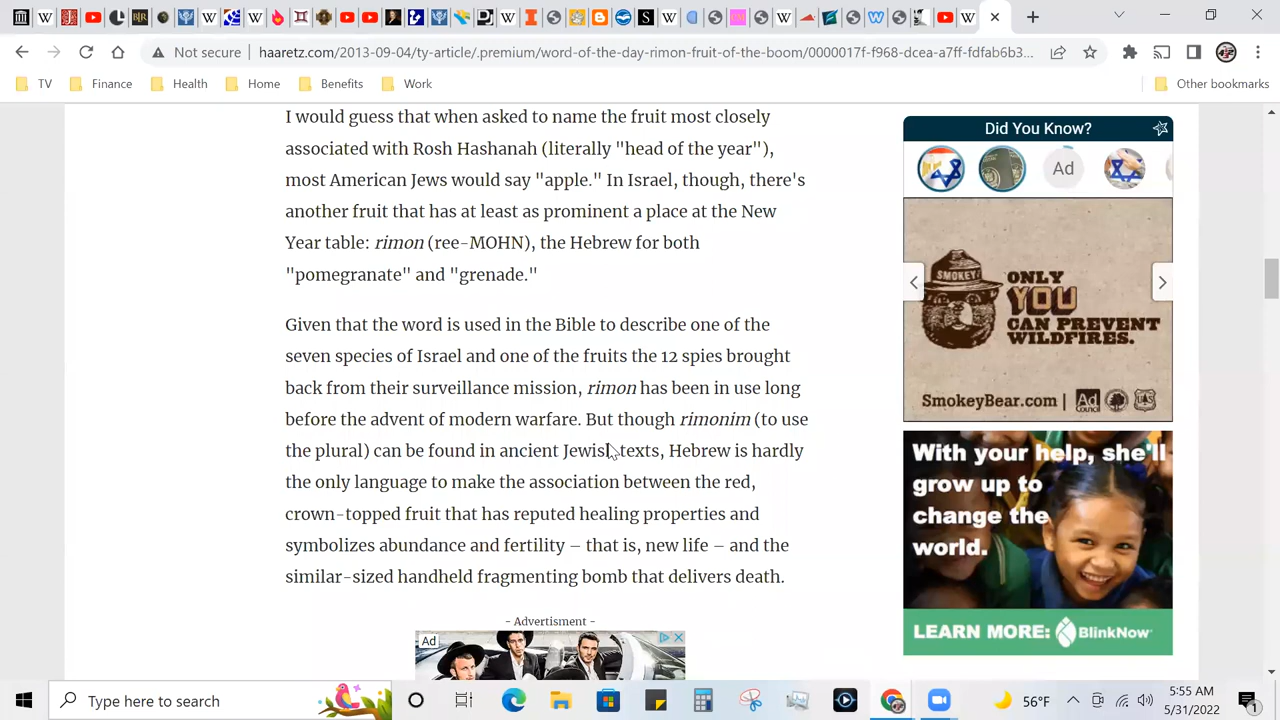 Not secure
haaretz.com/2013-09-04/ty-article/.premium/word-of-the-day-rimon-fruit-of-the-boom/0000017f-f968-dcea-a7ff-fdfab6b3...
TV
Finance
Health
Home
Benefits
Work
Other bookmarks
I would guess that when asked to name the fruit most closely
associated with Rosh Hashanah (literally "head of the year"),
most American Jews would say "apple." In Israel, though, there's
another fruit that has at least as prominent a place at the New
Year table: rimon (ree-MOHN), the Hebrew for both
"pomegranate" and "grenade."
Given that the word is used in the Bible to describe one of the
seven species of Israel and one of the fruits the 12 spies brought
back from their surveillance mission, rimon has been in use long
before the advent of modern warfare. But though rimonim (to use
the plural) can be found in ancient Jewish texts, Hebrew is hardly
the only language to make the association between the red,
crown-topped fruit that has reputed healing properties and
symbolizes abundance and fertility – that is, new life – and the
similar-sized handheld fragmenting bomb that delivers death.
- Advertisment -
Ad
Did You Know?
Ad
SMOKEY
ONLY
YOU
CAN PREVENT
WILDFIRES.
SmokeyBear.com |
Ad
COUNCIL
With your help, she'll
grow up to
change the
world.
LEARN MORE:
BlinkNow
Type here to search
56°F
5:55 AM
5/31/2022
1